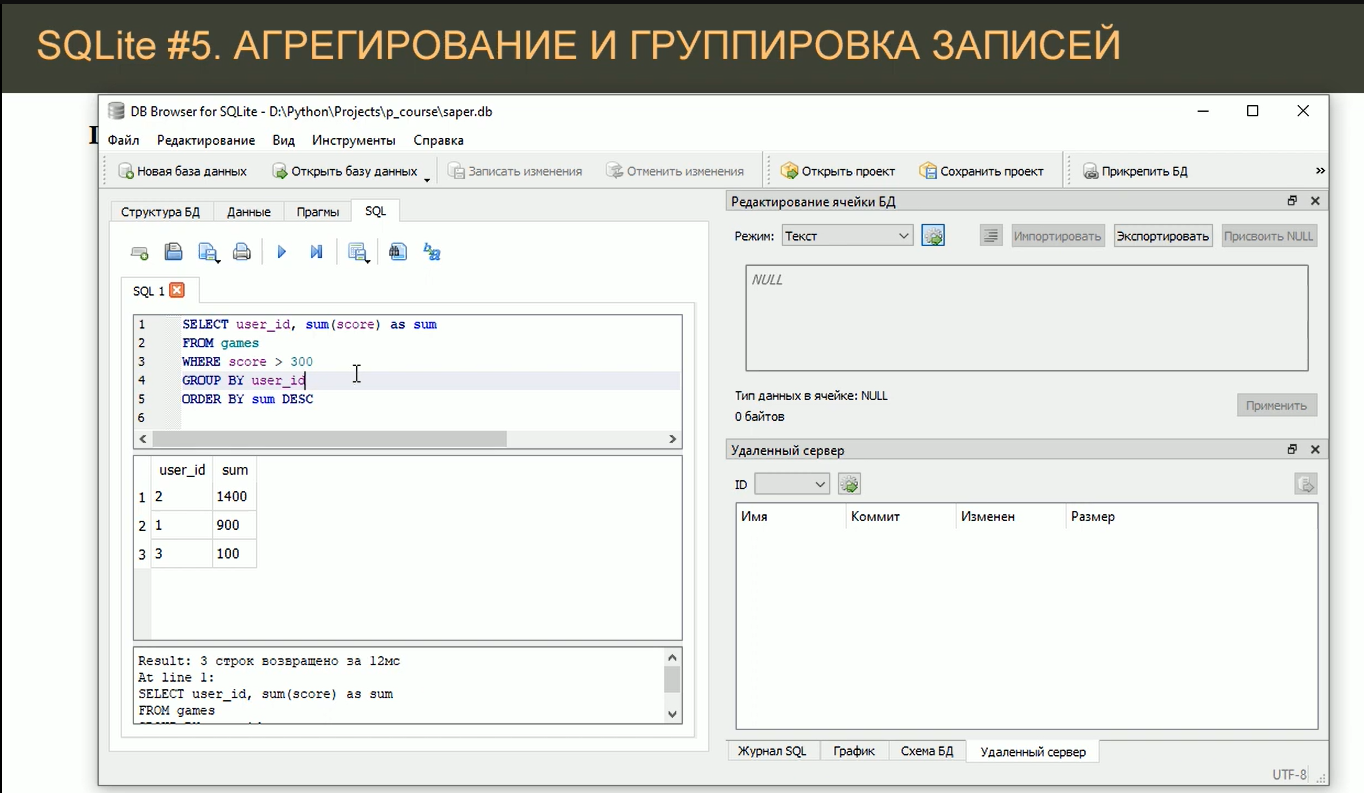 SQLite #5. АГРЕГИРОВАНИЕ И ГРУППИРОВКА ЗАПИСЕЙ
DB Browser for SQLite - D:\Python\Projects\p_course\saper.db
Файл Редактирование Вид Инструменты Справка
Новая база данных Открыть базу данных Записать изменения Отменить изменения Открыть проект Сохранить проект Прикрепить БД »
Структура БД Данные Прагмы SQL
SQL 1
1 SELECT user_id, sum(score) as sum
2 FROM games
3 WHERE score > 300
4 GROUP BY user_id
5 ORDER BY sum DESC
6
user_id sum
1 2 1400
2 1 900
3 3 100
Result: 3 строк возвращено за 12мс
At line 1:
SELECT user_id, sum(score) as sum
FROM games
Редактирование ячейки БД
Режим: Текст Импортировать Экспортировать Присвоить NULL
NULL
Тип данных в ячейке: NULL
0 байтов
Применить
Удаленный сервер
ID
Имя Коммит Изменен Размер
Журнал SQL График Схема БД Удаленный сервер
UTF-8